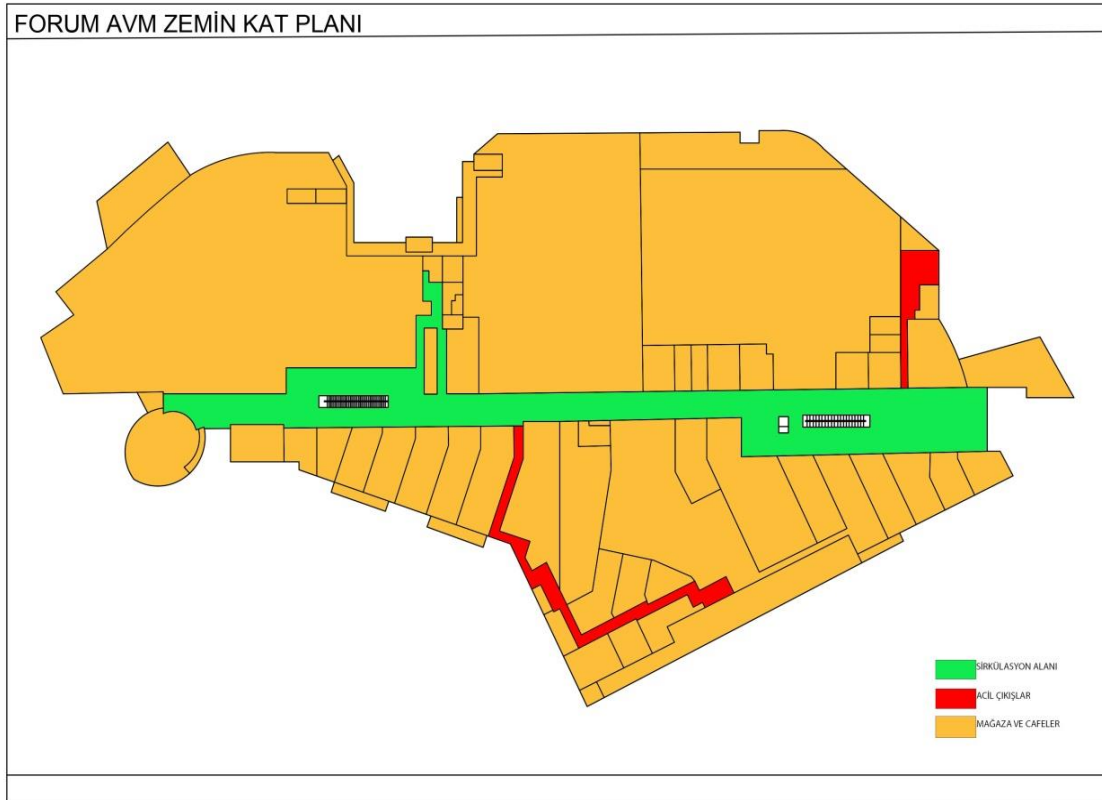 FORUM AVM ZEMİN KAT PLANI
SİRKÜLASYON ALANI
ACİL ÇIKIŞLAR
MAĞAZA VE CAFELER